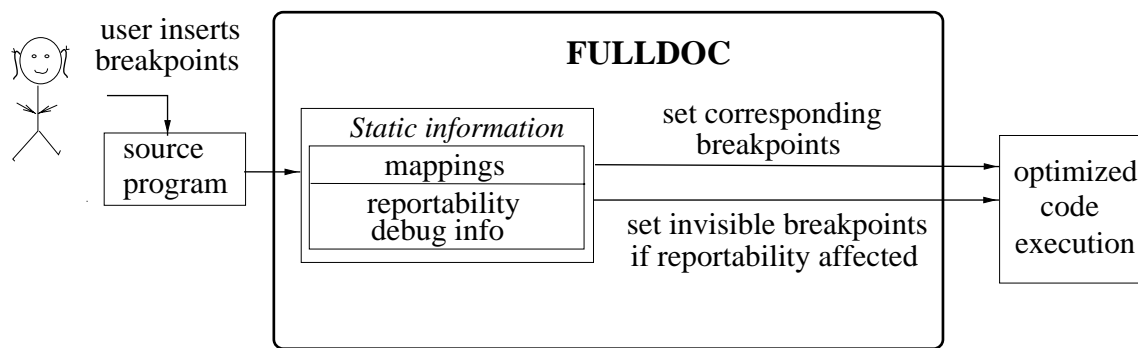 user inserts
breakpoints
FULLDOC
source
program
Static information
mappings
reportability
debug info
set corresponding
breakpoints
set invisible breakpoints
if reportability affected
optimized
code
execution